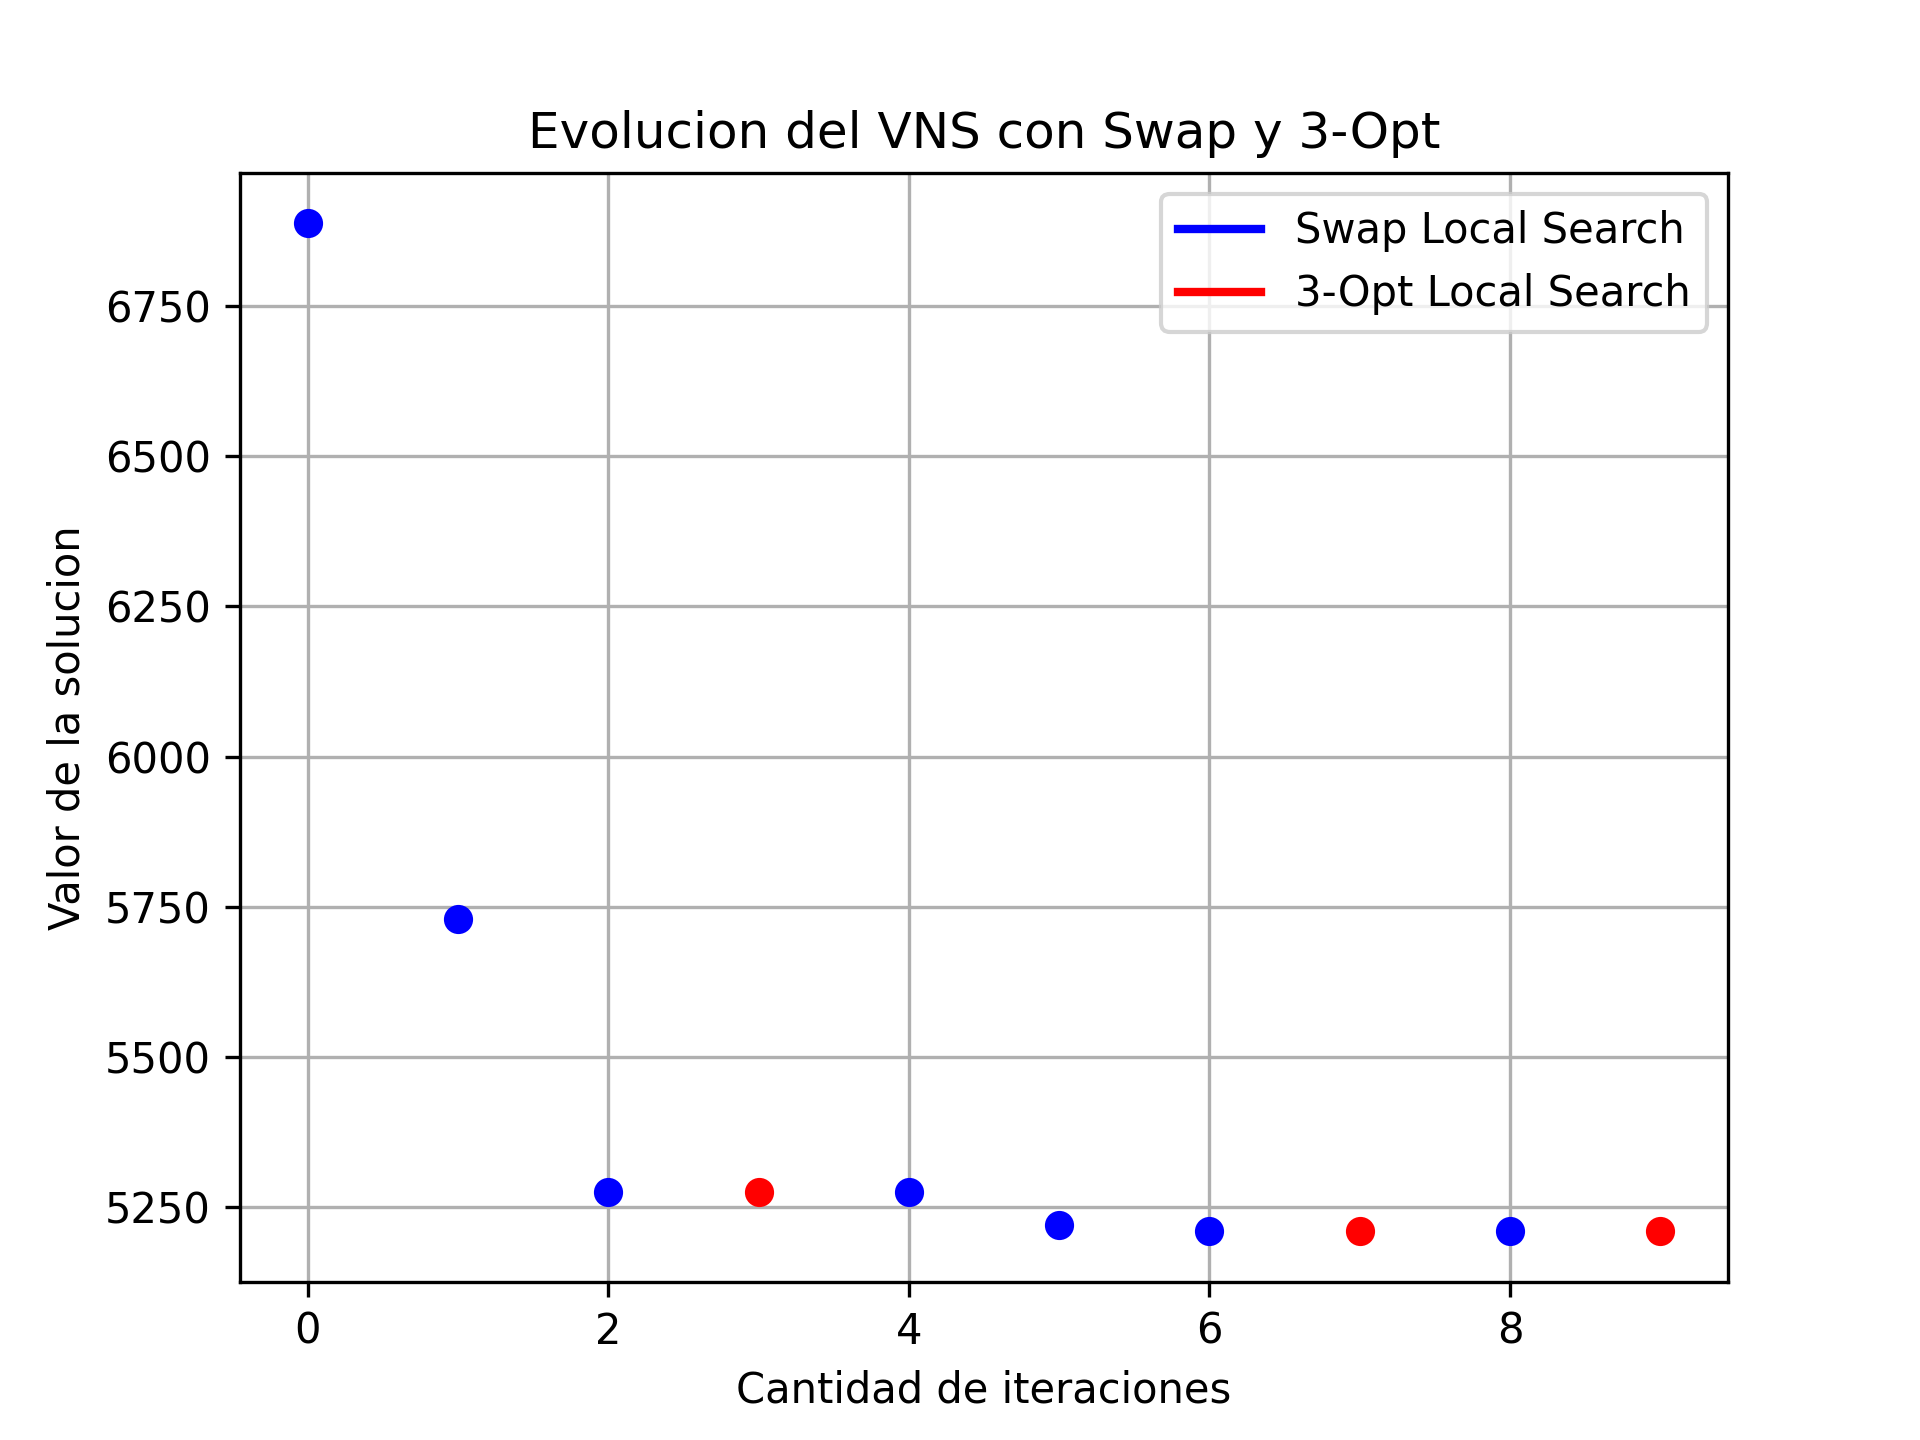 Evolucion del VNS con Swap y 3-Opt
Swap Local Search
3-Opt Local Search
Valor de la solucion
6750
6500
6250
6000
5750
5500
5250
0 2 4 6 8
Cantidad de iteraciones